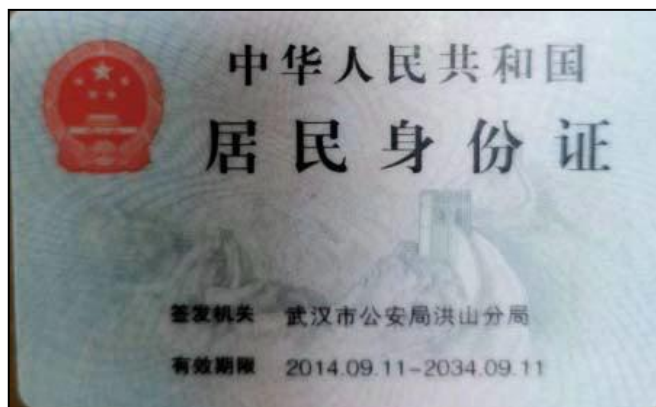 中华人民共和国
居民身份证
签发机关 武汉市公安局洪山分局
有效期限 2014.09.11-2034.09.11